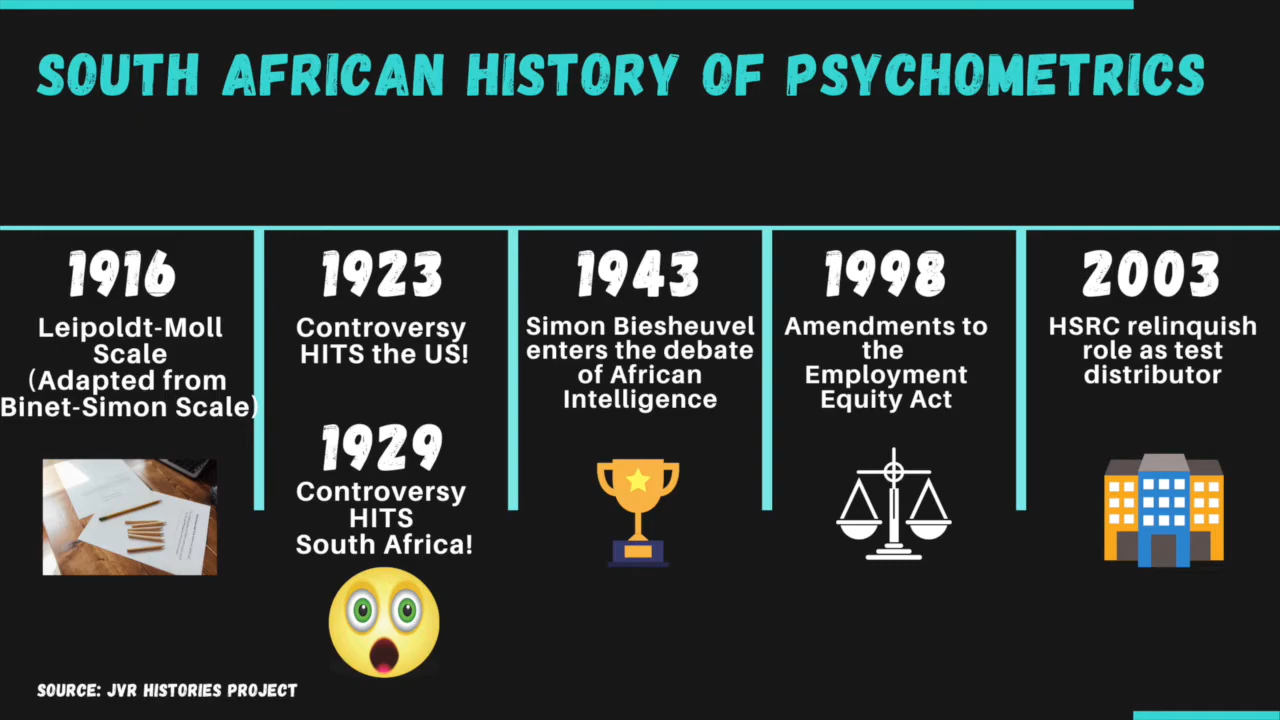 SOUTH AFRICAN HISTORY OF PSYCHOMETRICS
1916
Leipoldt-Moll
Scale
(Adapted from
Binet-Simon Scale)
1923
Controversy
HITS the US!
1929
Controversy
HITS
South Africa!
1943
Simon Biesheuvel
enters the debate
of African
Intelligence
1998
Amendments to
the
Employment
Equity Act
2003
HSRC relinquish
role as test
distributor
SOURCE: JVR HISTORIES PROJECT